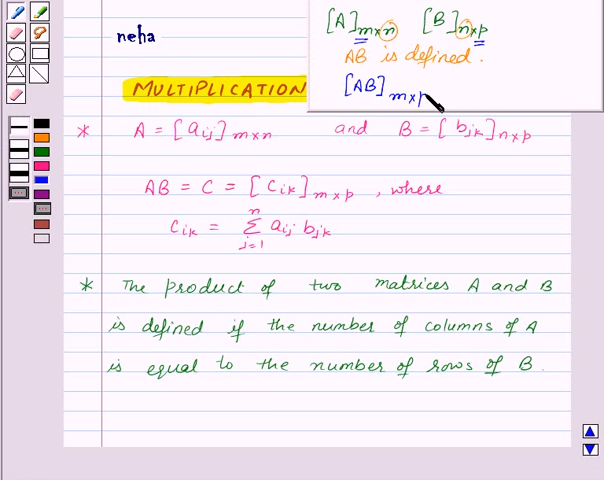 neha
[A]m×n [B]n×p
AB is defined.
[AB]m×p
MULTIPLICATION
* A = [aij]m×n and B = [bjk]n×p
AB = C = [Cik]m×p , where
n
Cik = Σ aij bjk
j=1
* The product of two matrices A and B
is defined if the number of columns of A
is equal to the number of rows of B.